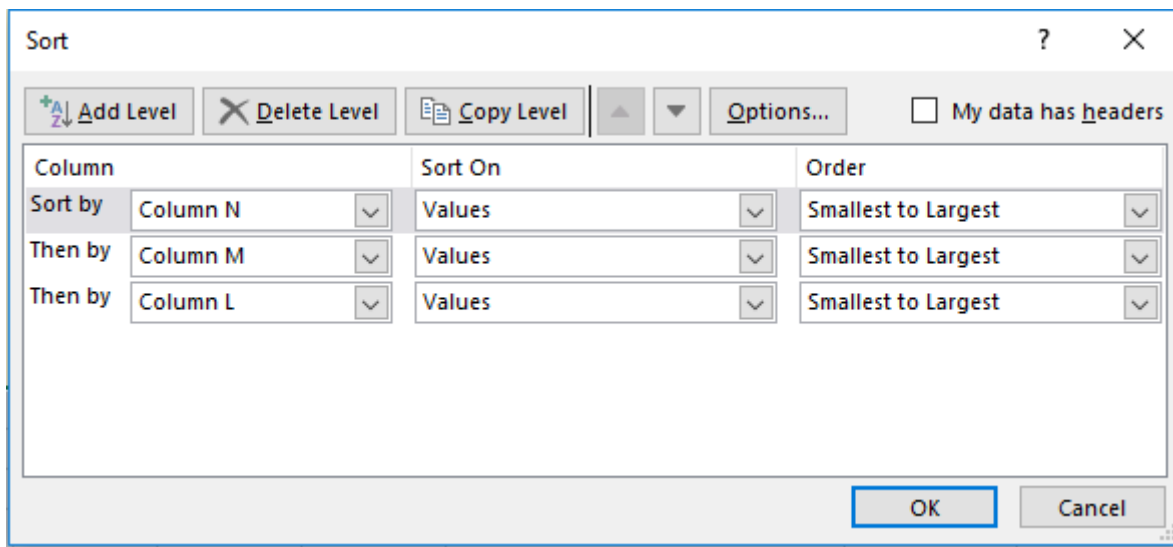 Sort ?
Add Level Delete Level Copy Level Options... My data has headers
Column Sort On Order
Sort by Column N Values Smallest to Largest
Then by Column M Values Smallest to Largest
Then by Column L Values Smallest to Largest
OK Cancel